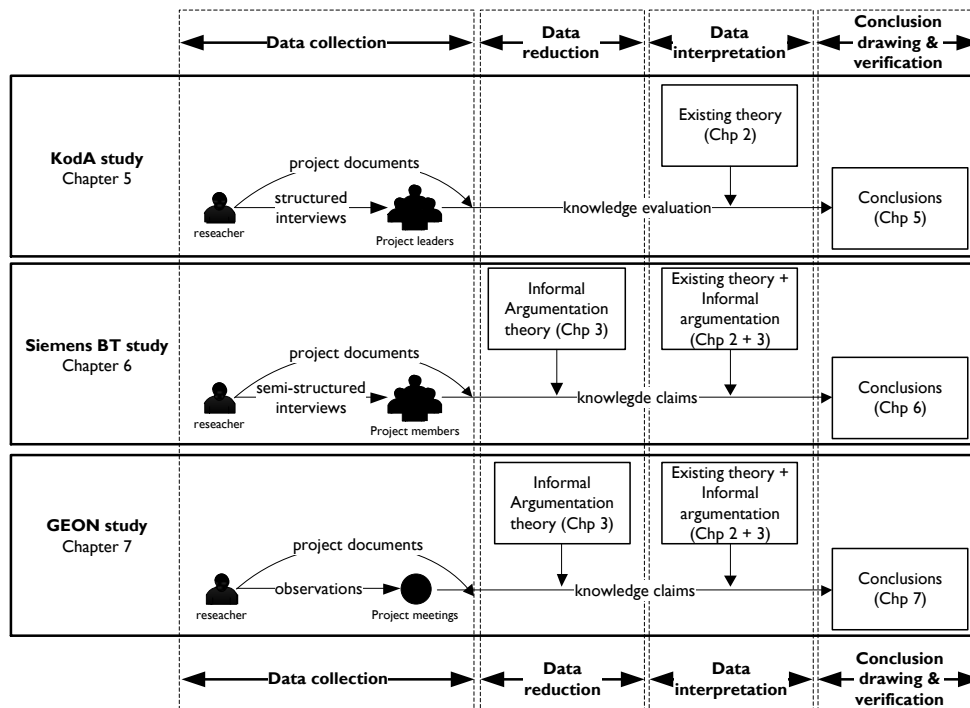 Data collection
Data
reduction
Data
interpretation
Conclusion
drawing &
verification
KodA study
Chapter 5
project documents
structured
interviews
reseacher
Project leaders
knowledge evaluation
Existing theory
(Chp 2)
Conclusions
(Chp 5)
Siemens BT study
Chapter 6
project documents
semi-structured
interviews
reseacher
Project members
Informal
Argumentation
theory (Chp 3)
knowlegde claims
Existing theory +
Informal
argumentation
(Chp 2 + 3)
Conclusions
(Chp 6)
GEON study
Chapter 7
project documents
observations
reseacher
Project meetings
Informal
Argumentation
theory (Chp 3)
knowledge claims
Existing theory +
Informal
argumentation
(Chp 2 + 3)
Conclusions
(Chp 7)
Data collection
Data
reduction
Data
interpretation
Conclusion
drawing &
verification